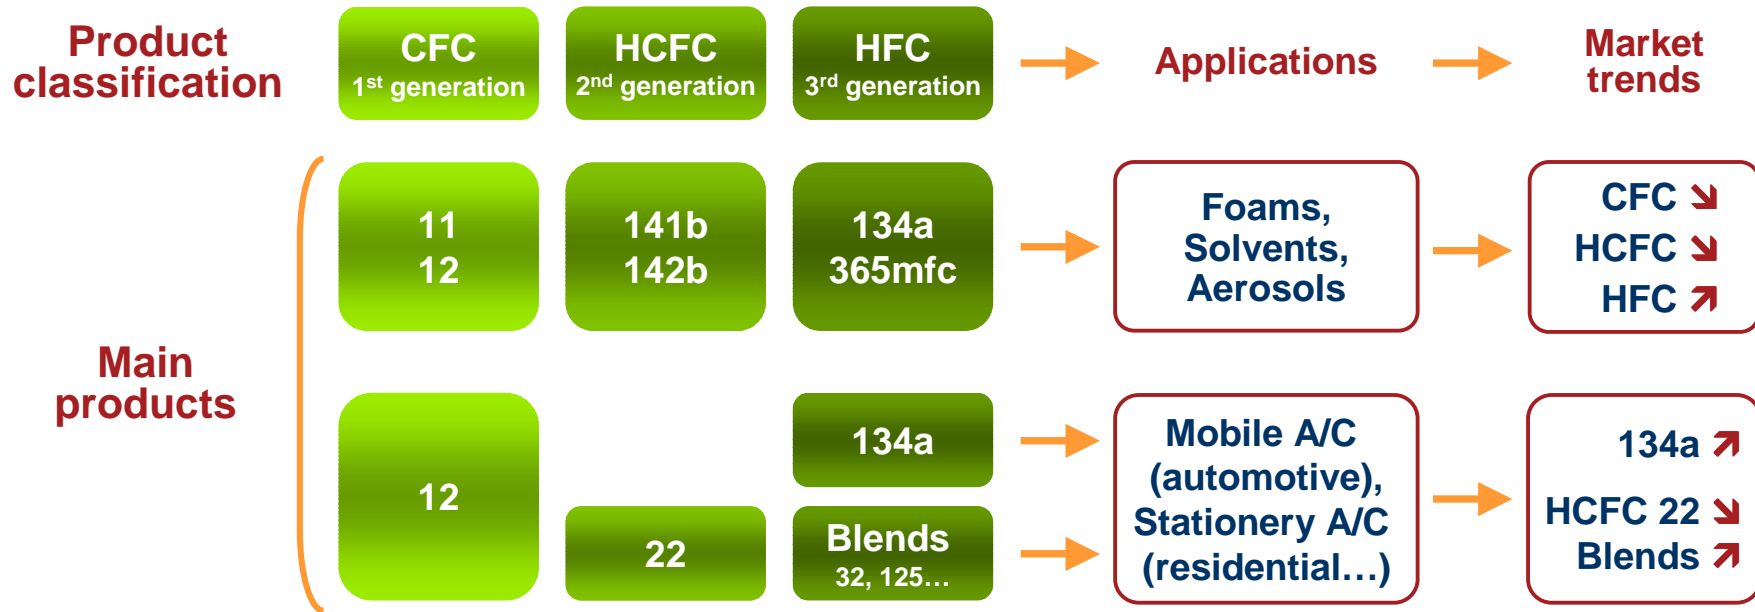 Product
classification
CFC
1st generation
HCFC
2nd generation
HFC
3rd generation
Applications
Market
trends
Main
products
11
12
141b
142b
134a
365mfc
Foams,
Solvents,
Aerosols
CFC
HCFC
HFC
12
22
134a
Blends
32, 125...
Mobile A/C
(automotive),
Stationery A/C
(residential...)
134a
HCFC 22
Blends